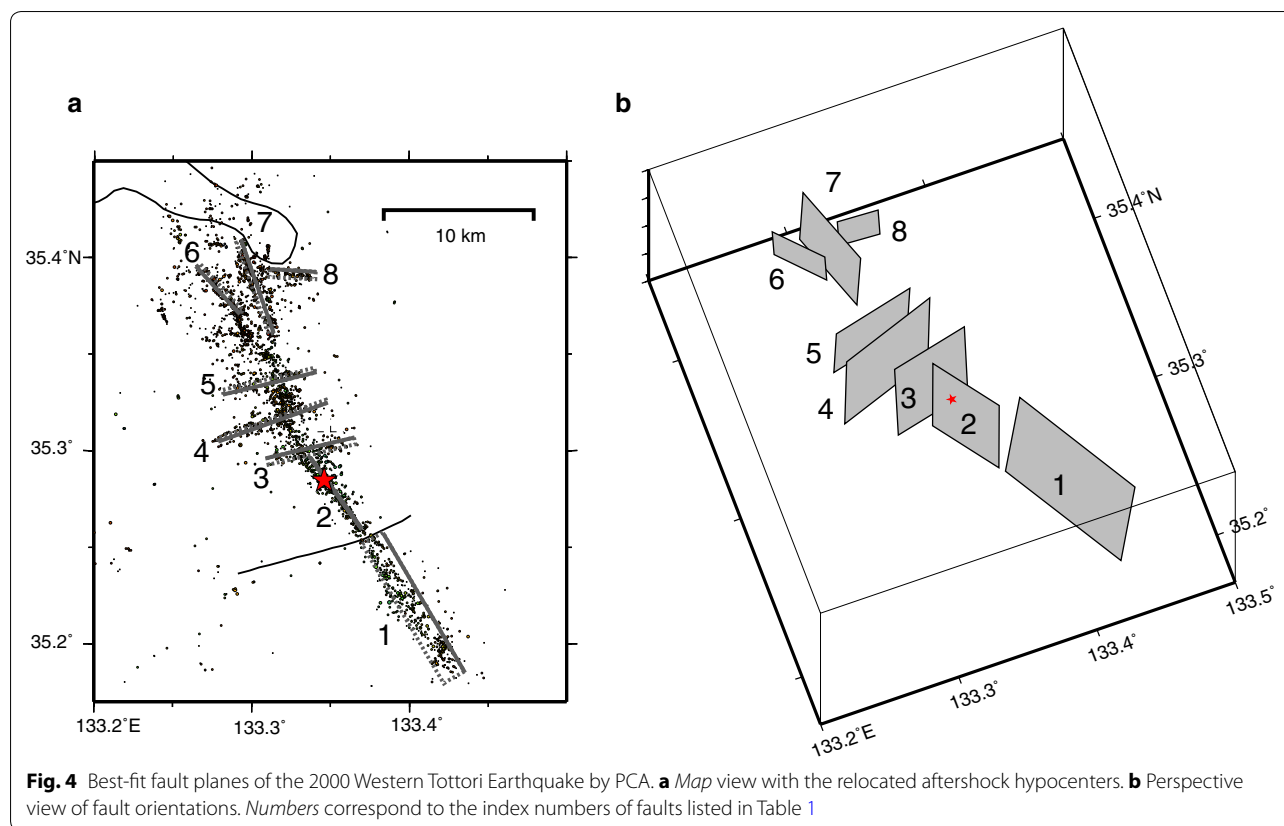 a
b
10 km
35.4˚N
35.3˚
35.2˚
133.2˚E
133.3˚
133.4˚
1
2
3
4
5
6
7
8
7
8
6
5
4
3
2
1
35.4˚N
35.3˚
35.2˚
133.5˚
133.4˚
133.3˚
133.2˚E
Fig. 4 Best-fit fault planes of the 2000 Western Tottori Earthquake by PCA. a Map view with the relocated aftershock hypocenters. b Perspective
view of fault orientations. Numbers correspond to the index numbers of faults listed in Table 1